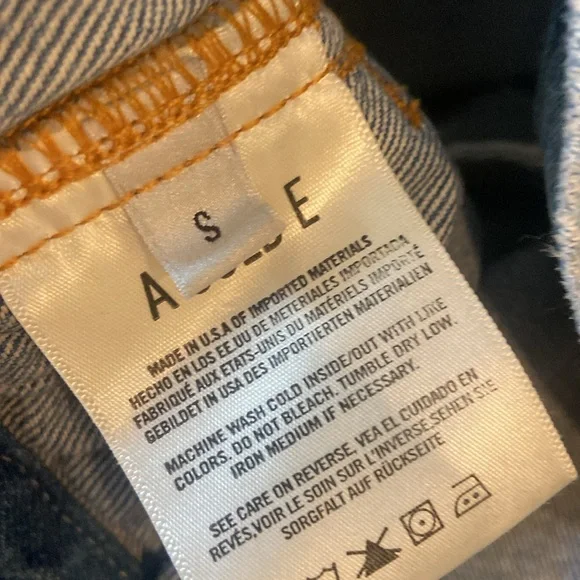 S
A E
MADE IN U.S.A OF IMPORTED MATERIALS
HECHO EN LOS EE.UU DE METERIALES IMPORTADA
FABRIQUÉ AUX ETATS-UNIS DU MATÉRIELS IMPORTÉ
GEBILDET IN USA DES IMPORTIERTEN MATERIALIEN
MACHINE WASH COLD INSIDE/OUT WITH LIKE
COLORS. DO NOT BLEACH. TUMBLE DRY LOW.
IRON MEDIUM IF NECESSARY.
SEE CARE ON REVERSE. VEA EL CUIDADO EN
REVÉS.VOIR LE SOIN SUR L'INVERSE.SEHEN SIE
SORGFALT AUF RÜCKSEITE